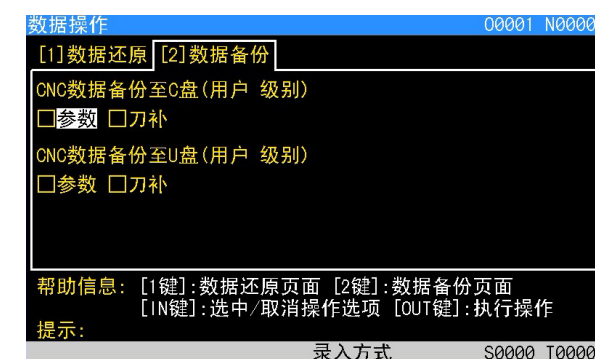 数据操作 O0001 N0000
[1]数据还原 [2]数据备份
CNC数据备份至C盘(用户 级别)
□参数 □刀补
CNC数据备份至U盘(用户 级别)
□参数 □刀补
帮助信息: [1键]:数据还原页面 [2键]:数据备份页面
[IN键]:选中/取消操作选项 [OUT键]:执行操作
提示:
录入方式 S0000 T0000